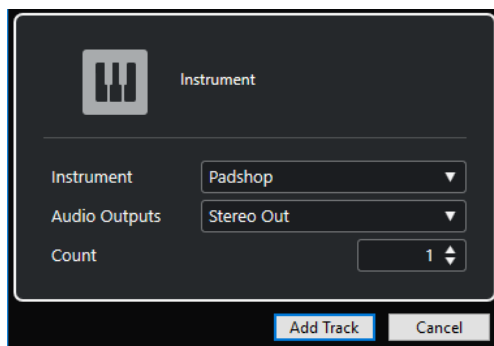 Instrument
Instrument Padshop
Audio Outputs Stereo Out
Count 1
Add Track Cancel